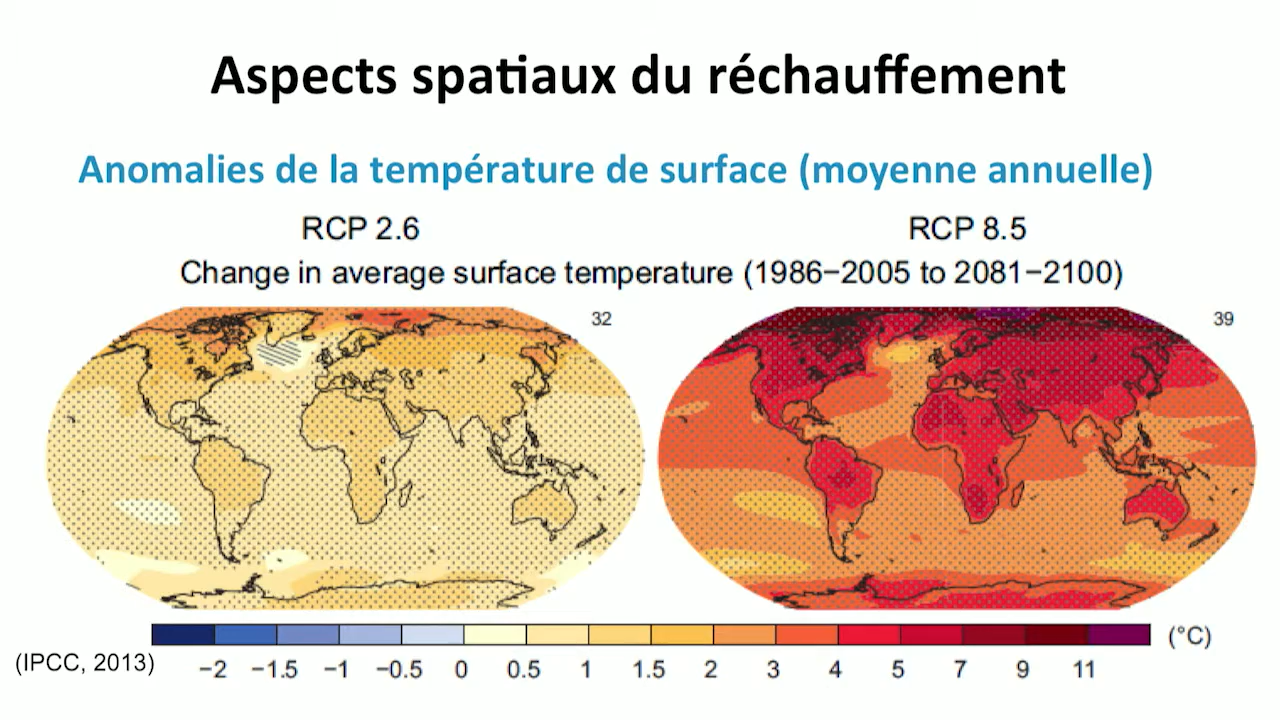 Aspects spatiaux du réchauffement
Anomalies de la température de surface (moyenne annuelle)
RCP 2.6
RCP 8.5
Change in average surface temperature (1986−2005 to 2081−2100)
32
39
(°C)
(IPCC, 2013)
−2 −1.5 −1 −0.5 0 0.5 1 1.5 2 3 4 5 7 9 11